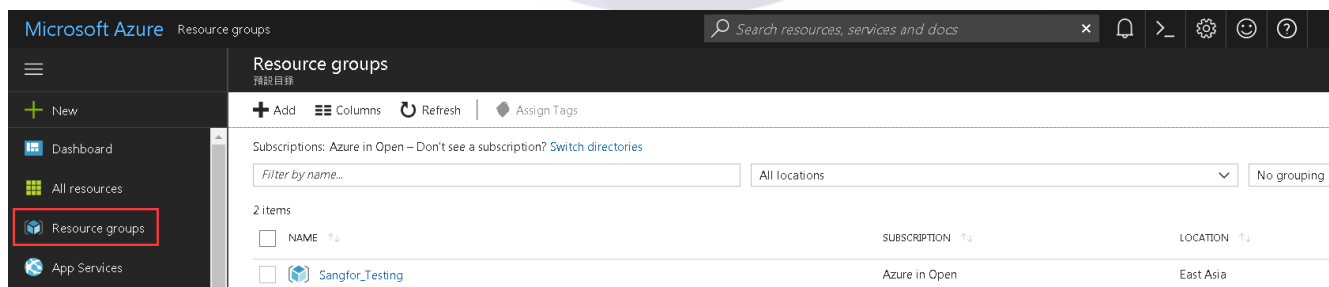 Microsoft Azure Resource groups
Search resources, services and docs
Resource groups
預設目錄
New
Add Columns Refresh Assign Tags
Dashboard
Subscriptions: Azure in Open – Don't see a subscription? Switch directories
Filter by name... All locations No grouping
All resources
2 items
Resource groups
NAME SUBSCRIPTION LOCATION
App Services
Sangfor_Testing Azure in Open East Asia